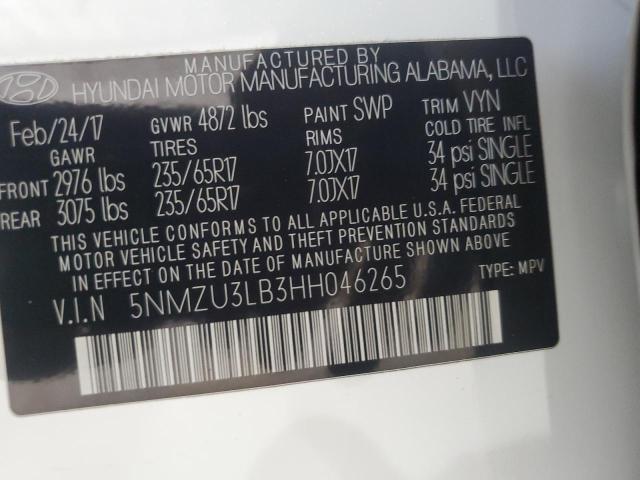 MANUFACTURED BY
HYUNDAI MOTOR MANUFACTURING ALABAMA, LLC
Feb/24/17 GVWR 4872 lbs PAINT SWP TRIM VYN
GAWR TIRES RIMS COLD TIRE INFL
FRONT 2976 lbs 235/65R17 7.0JX17 34 psi SINGLE
REAR 3075 lbs 235/65R17 7.0JX17 34 psi SINGLE
THIS VEHICLE CONFORMS TO ALL APPLICABLE U.S.A. FEDERAL
MOTOR VEHICLE SAFETY AND THEFT PREVENTION STANDARDS
IN EFFECT ON THE DATE OF MANUFACTURE SHOWN ABOVE
V.I.N 5NMZU3LB3HH046265 TYPE: MPV